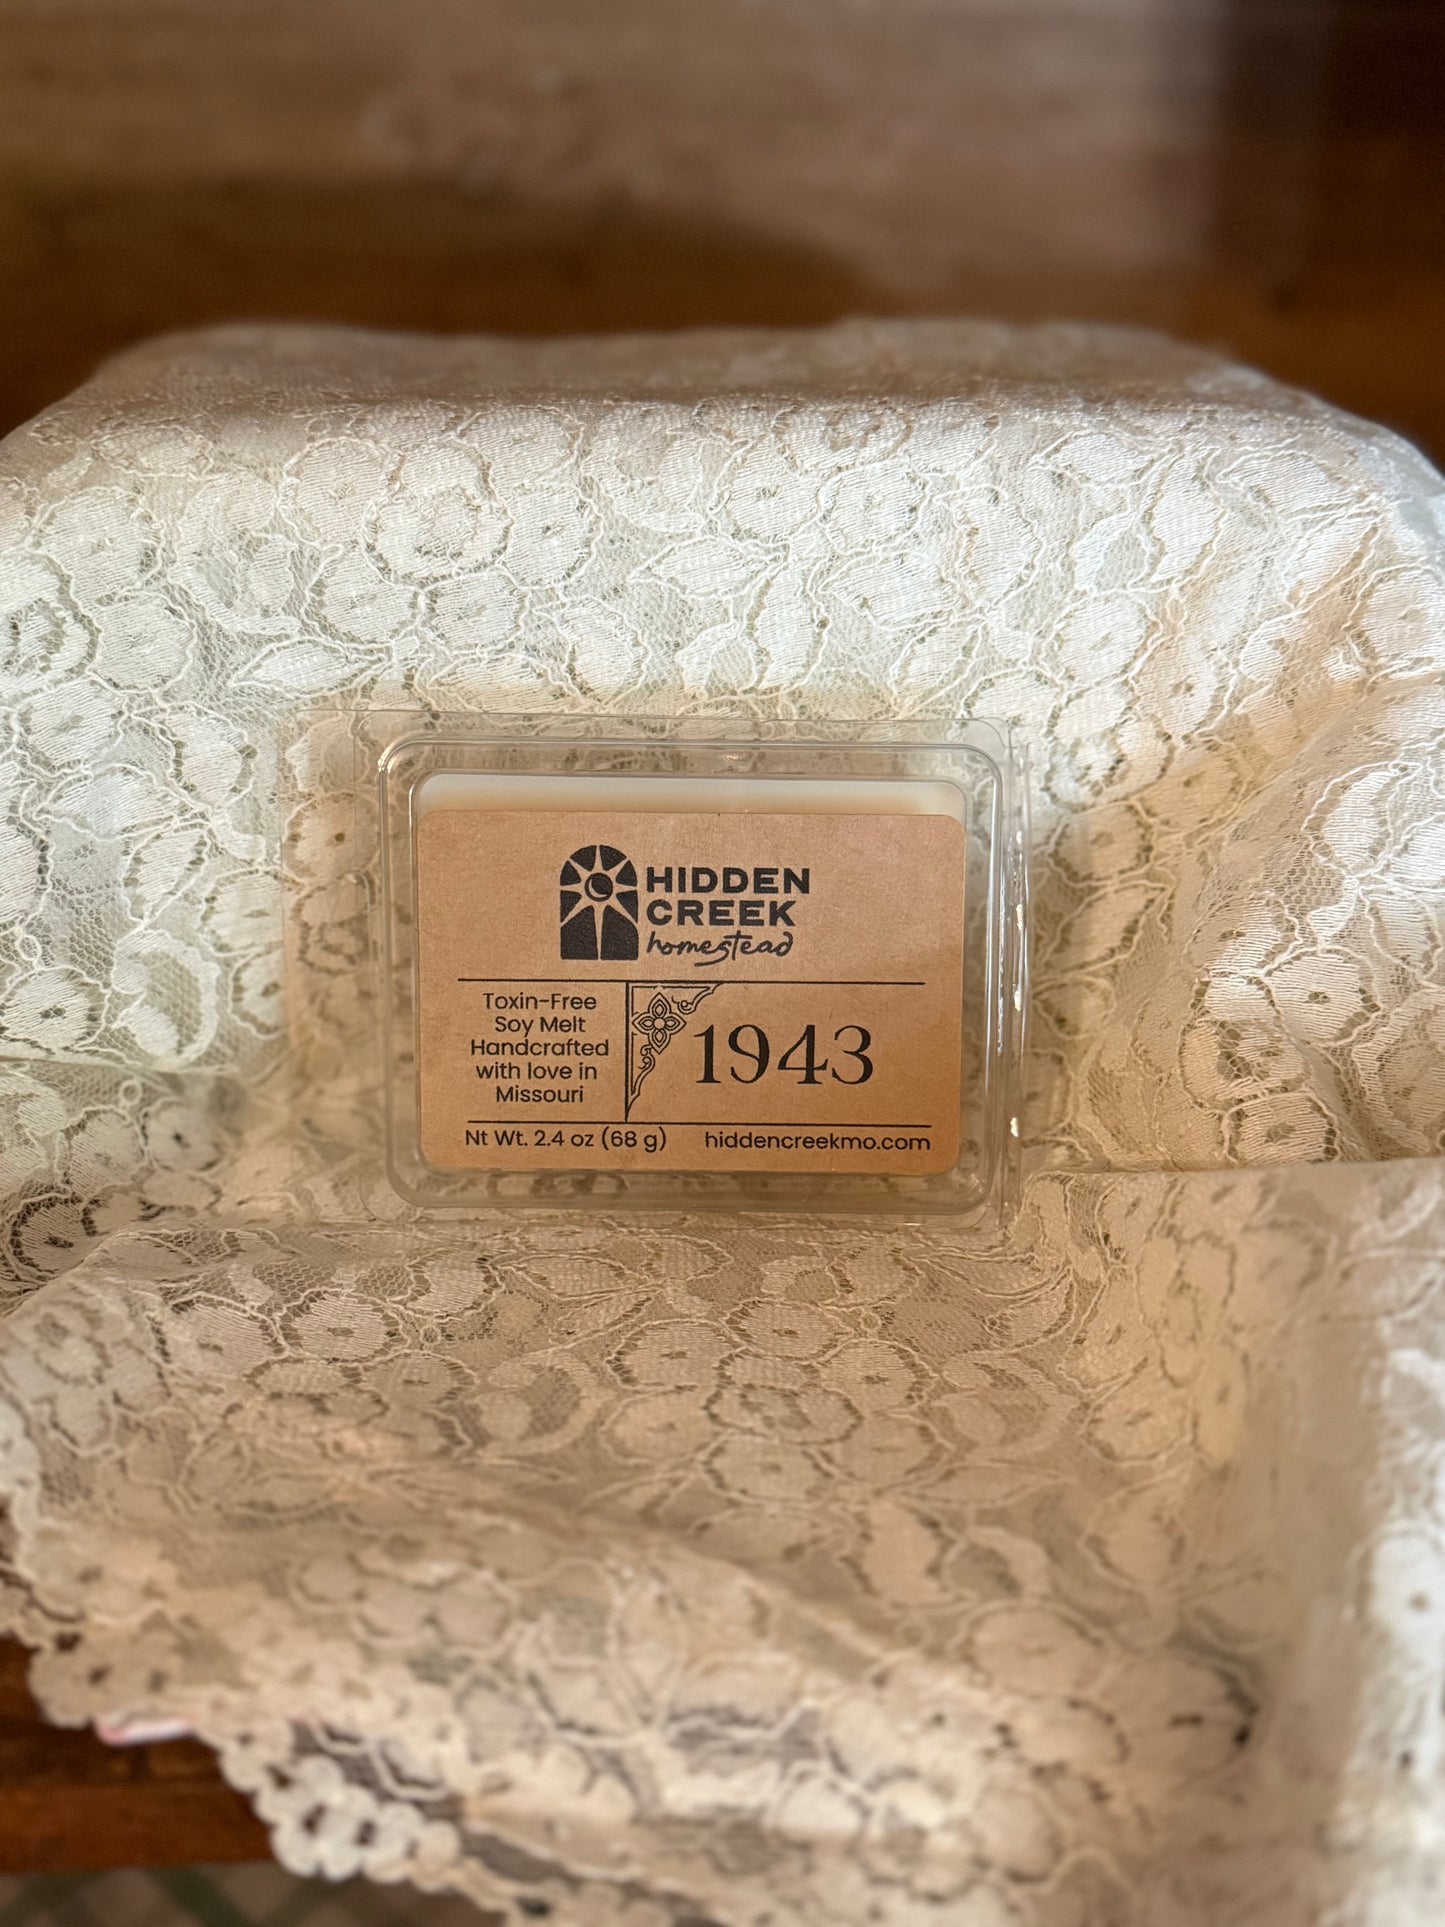 HIDDEN
CREEK
homestead
Toxin-Free
Soy Melt
Handcrafted
with love in
Missouri
1943
Nt Wt. 2.4 oz (68 g)
hiddencreekmo.com